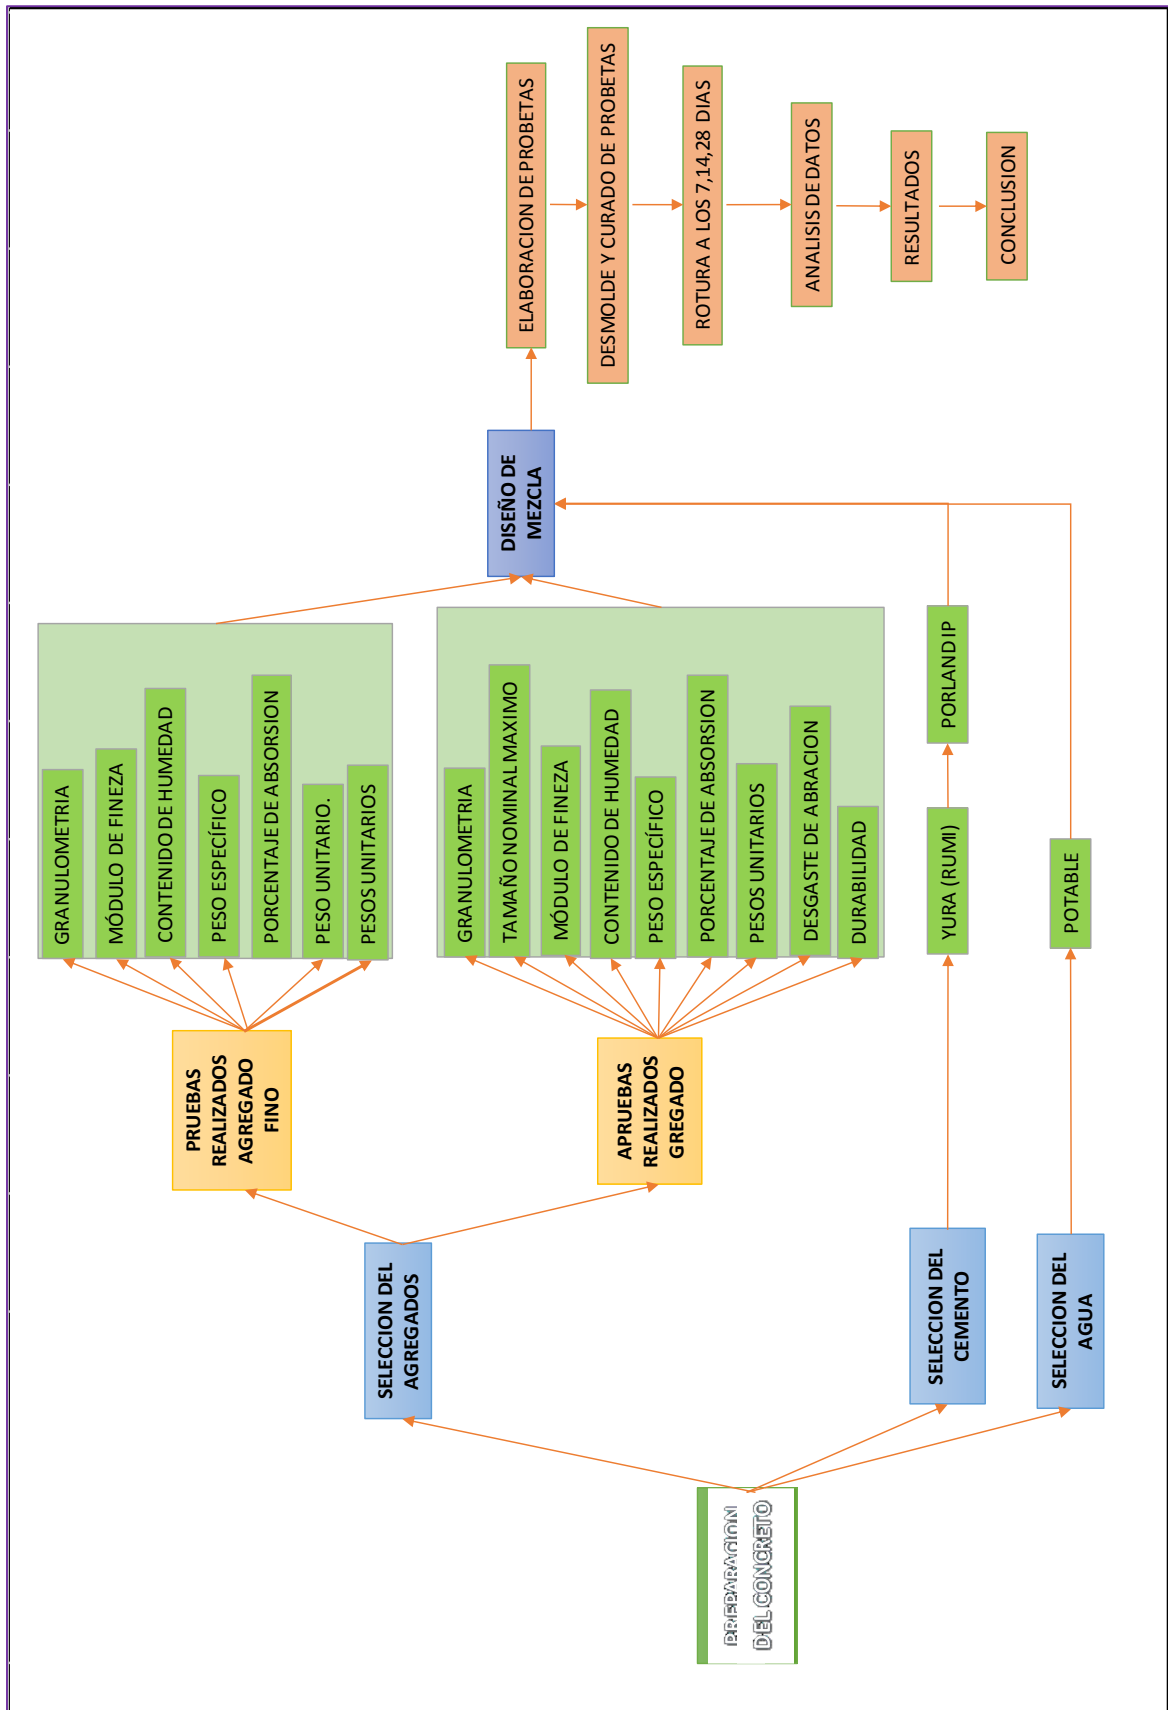 PREPARACION
DEL CONCRETO
SELECCION DEL
AGREGADOS
SELECCION DEL
CEMENTO
SELECCION DEL
AGUA
PRUEBAS
REALIZADOS
AGREGADO
FINO
APRUEBAS
REALIZADOS
GREGADO
GRANULOMETRIA
MÓDULO DE FINEZA
CONTENIDO DE HUMEDAD
PESO ESPECÍFICO
PORCENTAJE DE ABSORSION
PESO UNITARIO.
PESOS UNITARIOS
GRANULOMETRIA
TAMAÑO NOMINAL MAXIMO
MÓDULO DE FINEZA
CONTENIDO DE HUMEDAD
PESO ESPECÍFICO
PORCENTAJE DE ABSORSION
PESOS UNITARIOS
DESGASTE DE ABRACION
DURABILIDAD
YURA (RUMI)
PORLAND IP
POTABLE
DISEÑO DE
MEZCLA
ELABORACION DE PROBETAS
DESMOLDE Y CURADO DE PROBETAS
ROTURA A LOS 7,14,28 DIAS
ANALISIS DE DATOS
RESULTADOS
CONCLUSION